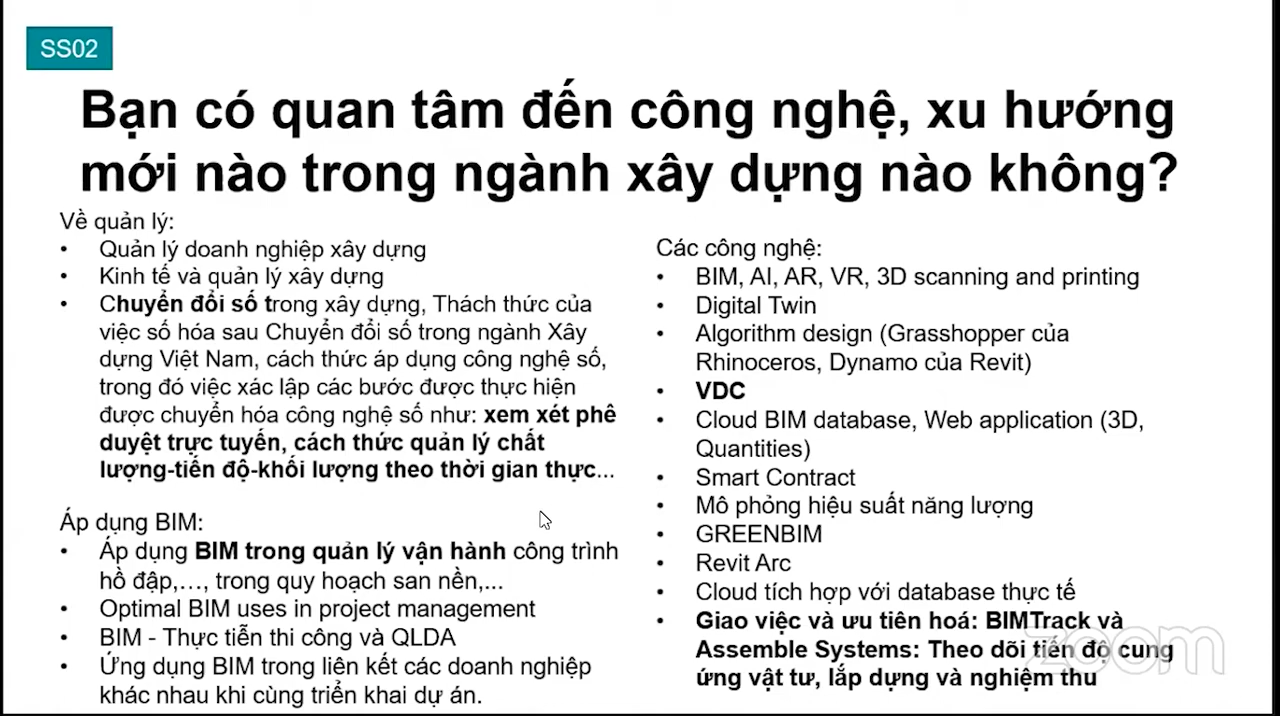 SS02
Bạn có quan tâm đến công nghệ, xu hướng
mới nào trong ngành xây dựng nào không?
Về quản lý:
• Quản lý doanh nghiệp xây dựng
• Kinh tế và quản lý xây dựng
• Chuyển đổi số trong xây dựng, Thách thức của
việc số hóa sau Chuyển đổi số trong ngành Xây
dựng Việt Nam, cách thức áp dụng công nghệ số,
trong đó việc xác lập các bước được thực hiện
được chuyển hóa công nghệ số như: xem xét phê
duyệt trực tuyến, cách thức quản lý chất
lượng-tiến độ-khối lượng theo thời gian thực...
Áp dụng BIM:
• Áp dụng BIM trong quản lý vận hành công trình
hồ đập,…, trong quy hoạch san nền,...
• Optimal BIM uses in project management
• BIM - Thực tiễn thi công và QLDA
• Ứng dụng BIM trong liên kết các doanh nghiệp
khác nhau khi cùng triển khai dự án.
Các công nghệ:
• BIM, AI, AR, VR, 3D scanning and printing
• Digital Twin
• Algorithm design (Grasshopper của
Rhinoceros, Dynamo của Revit)
• VDC
• Cloud BIM database, Web application (3D,
Quantities)
• Smart Contract
• Mô phỏng hiệu suất năng lượng
• GREENBIM
• Revit Arc
• Cloud tích hợp với database thực tế
• Giao việc và ưu tiên hoá: BIMTrack và
Assemble Systems: Theo dõi tiến độ cung
ứng vật tư, lắp dựng và nghiệm thu
zoom